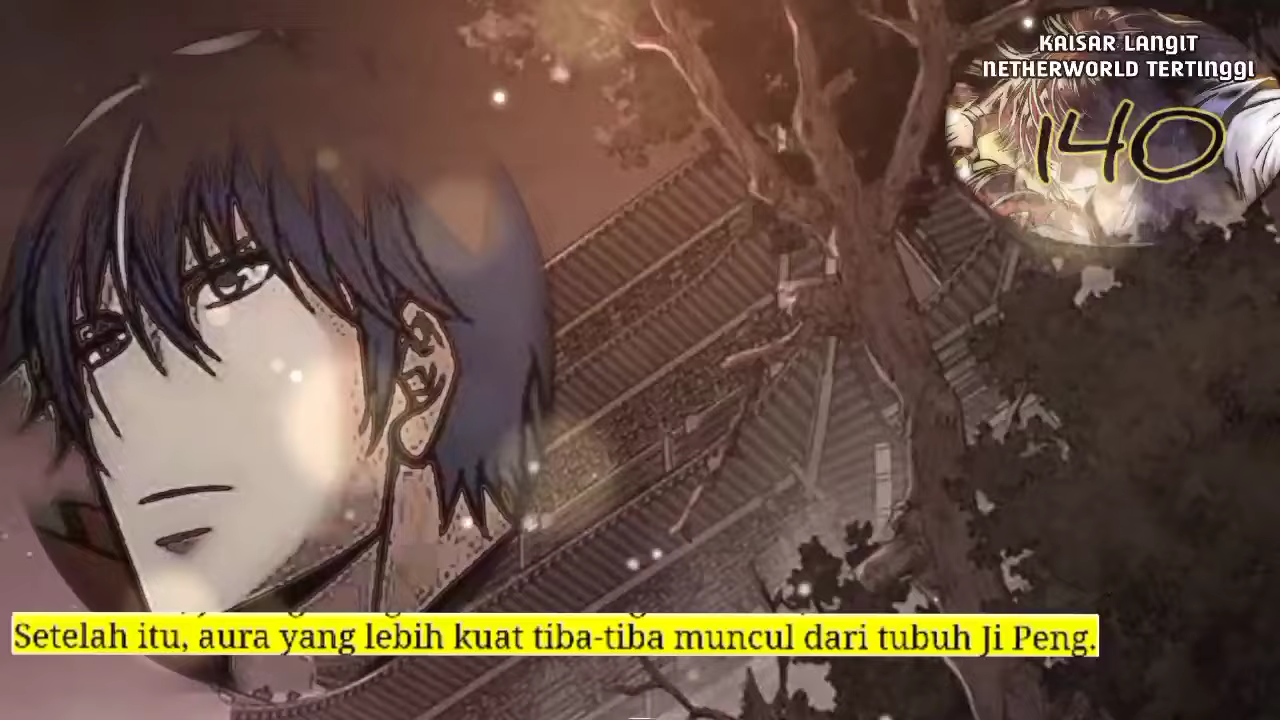 KAISAR LANGIT
NETHERWORLD TERTINGGI
140
Setelah itu, aura yang lebih kuat tiba-tiba muncul dari tubuh Ji Peng.